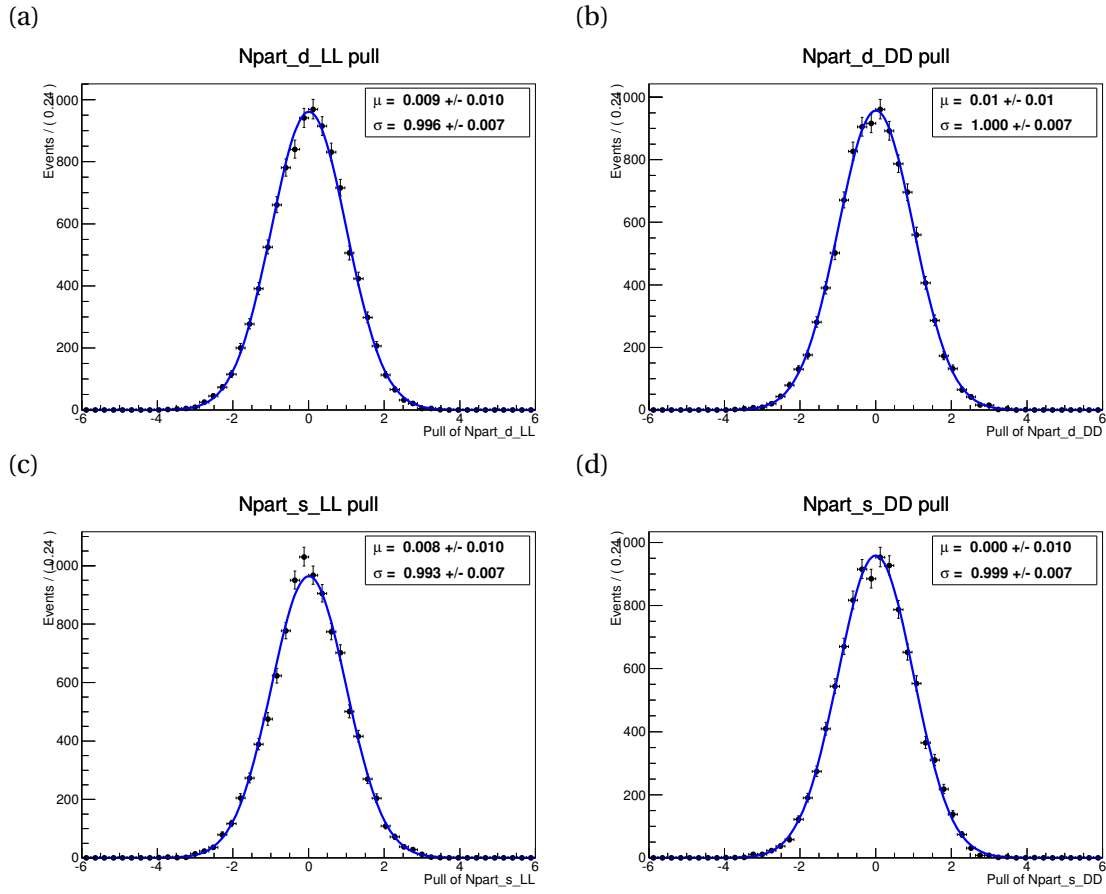 (a)
Npart_d_LL pull
Events / ( 0.24 )
1000
800
600
400
200
0
μ = 0.009 +/- 0.010
σ = 0.996 +/- 0.007
-6 -4 -2 0 2 4 6
Pull of Npart_d_LL
(b)
Npart_d_DD pull
Events / ( 0.24 )
1000
800
600
400
200
0
μ = 0.01 +/- 0.01
σ = 1.000 +/- 0.007
-6 -4 -2 0 2 4 6
Pull of Npart_d_DD
(c)
Npart_s_LL pull
Events / ( 0.24 )
1000
800
600
400
200
0
μ = 0.008 +/- 0.010
σ = 0.993 +/- 0.007
-6 -4 -2 0 2 4 6
Pull of Npart_s_LL
(d)
Npart_s_DD pull
Events / ( 0.24 )
1000
800
600
400
200
0
μ = 0.000 +/- 0.010
σ = 0.999 +/- 0.007
-6 -4 -2 0 2 4 6
Pull of Npart_s_DD